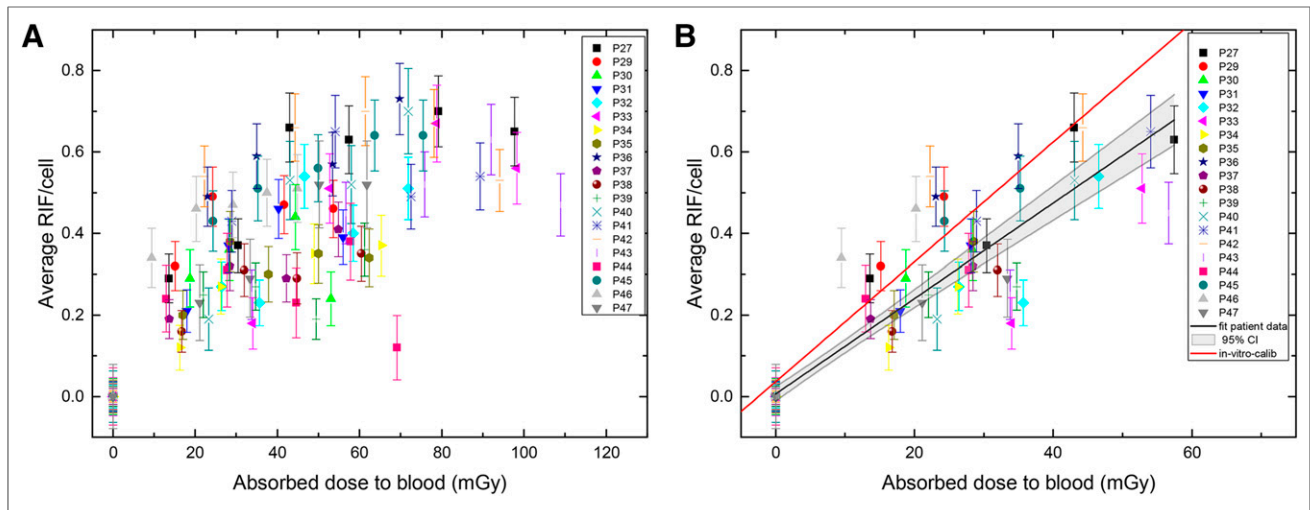 A
0.8
0.6
0.4
0.2
0.0
Average RIF/cell
0 20 40 60 80 100 120
Absorbed dose to blood (mGy)
P27
P29
P30
P31
P32
P33
P34
P35
P36
P37
P38
P39
P40
P41
P42
P43
P44
P45
P46
P47
B
0.8
0.6
0.4
0.2
0.0
Average RIF/cell
0 20 40 60
Absorbed dose to blood (mGy)
P27
P29
P30
P31
P32
P33
P34
P35
P36
P37
P38
P39
P40
P41
P42
P43
P44
P45
P46
P47
fit patient data
95% CI
in-vitro-calib